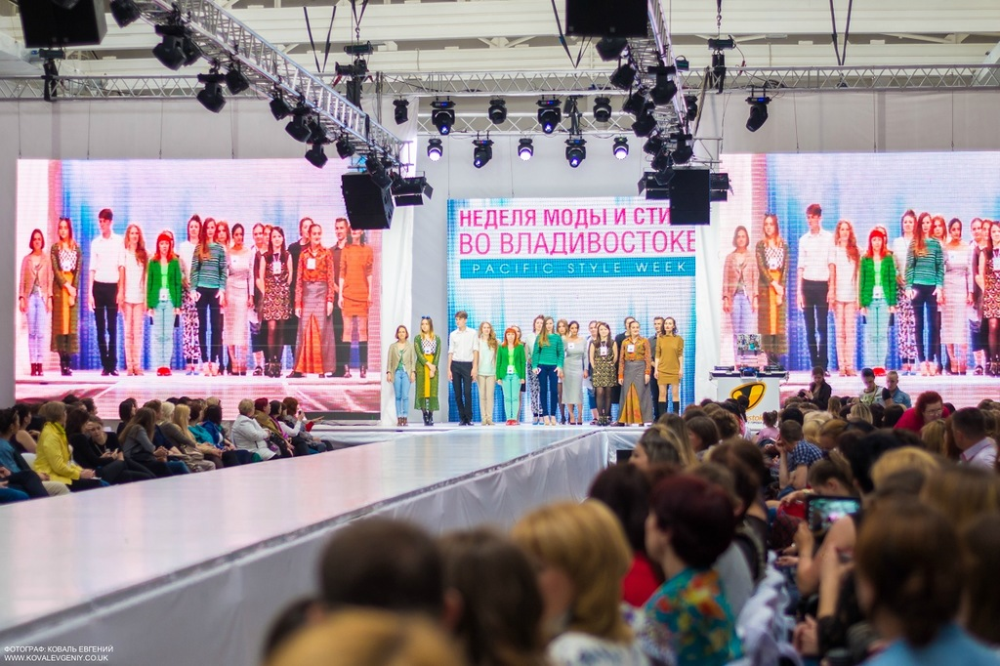 НЕДЕЛЯ МОДЫ И СТИ
ВО ВЛАДИВОСТОКЕ
PACIFIC STYLE WEEK
ФОТОГРАФ: КОВАЛЬ ЕВГЕНИЙ
WWW.KOVALEVGENIY.CO.UK